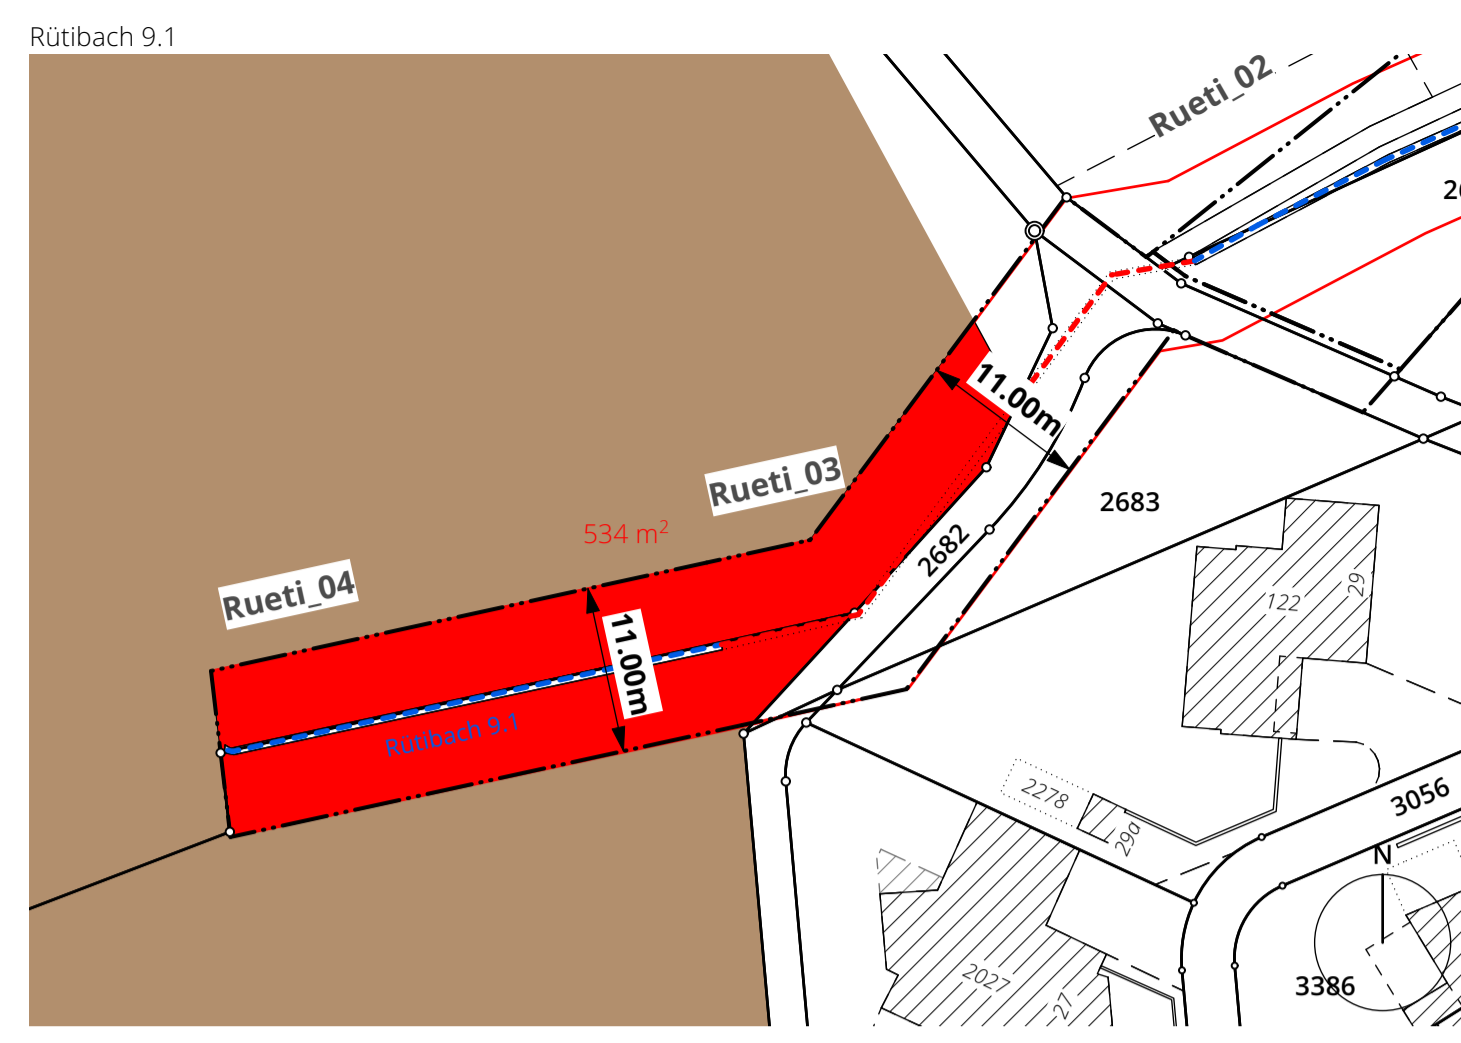 Rütibach 9.1
Rueti_02
26
11.00m
Rueti_03
2683
534 m²
2682
Rueti_04
122
29
11.00m
Rütibach 9.1
2278
29a
3056
N
2027
27
3386